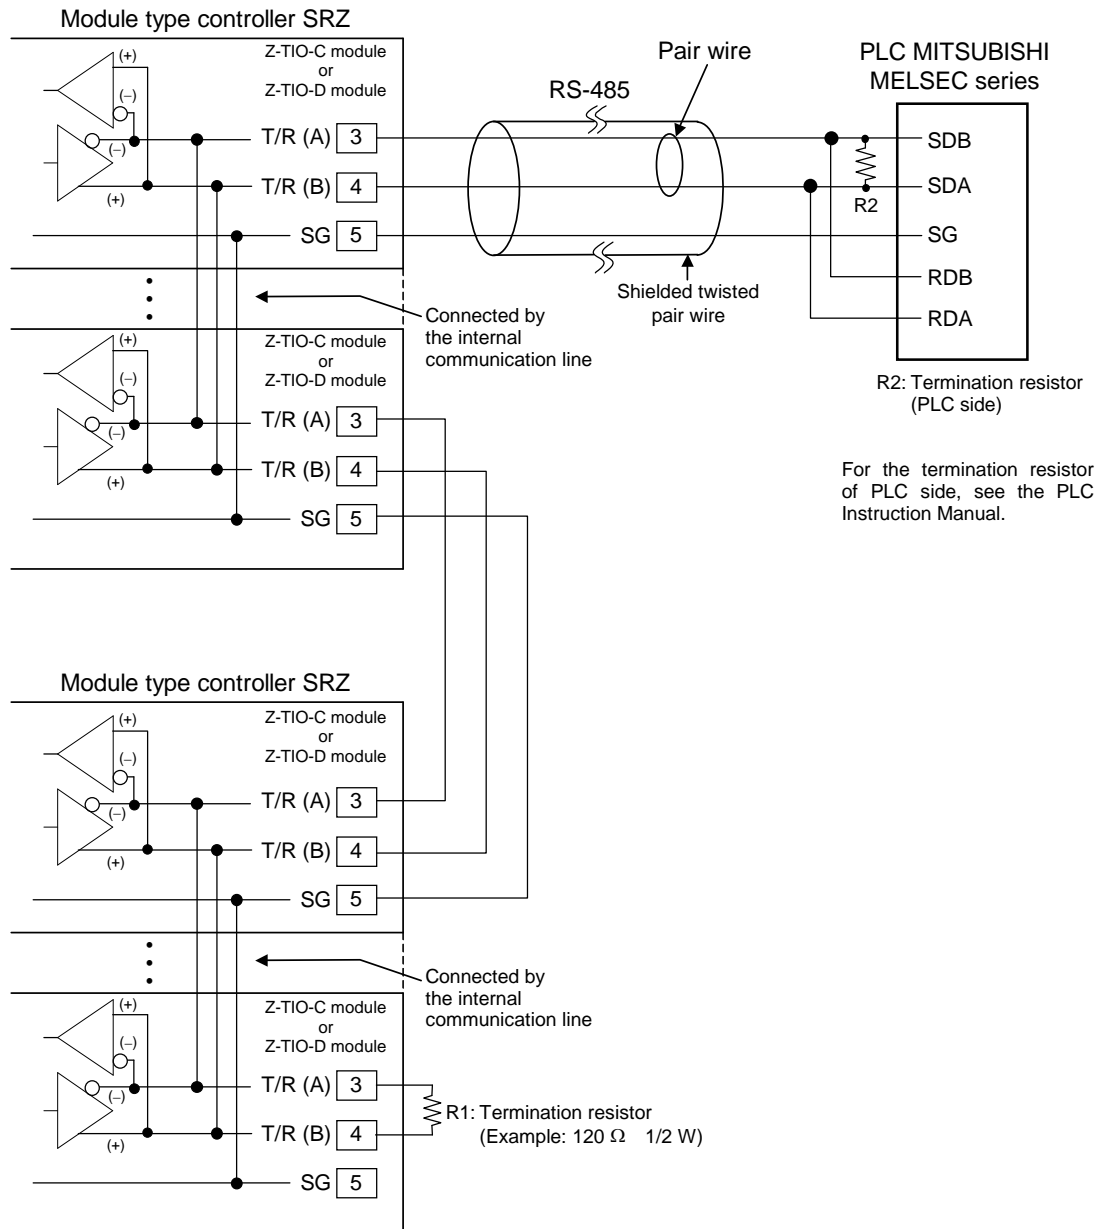 Module type controller SRZ
(+)
(−)
(−)
(+)
Z-TIO-C module
or
Z-TIO-D module
T/R (A) 3
T/R (B) 4
SG 5
RS-485
Pair wire
Shielded twisted
pair wire
PLC MITSUBISHI
MELSEC series
SDB
SDA
SG
RDB
RDA
R2
R2: Termination resistor
(PLC side)
For the termination resistor
of PLC side, see the PLC
Instruction Manual.
Connected by
the internal
communication line
(+)
(−)
(−)
(+)
Z-TIO-C module
or
Z-TIO-D module
T/R (A) 3
T/R (B) 4
SG 5
Module type controller SRZ
(+)
(−)
(−)
(+)
Z-TIO-C module
or
Z-TIO-D module
T/R (A) 3
T/R (B) 4
SG 5
Connected by
the internal
communication line
(+)
(−)
(−)
(+)
Z-TIO-C module
or
Z-TIO-D module
T/R (A) 3
T/R (B) 4
SG 5
R1: Termination resistor
(Example: 120 Ω 1/2 W)